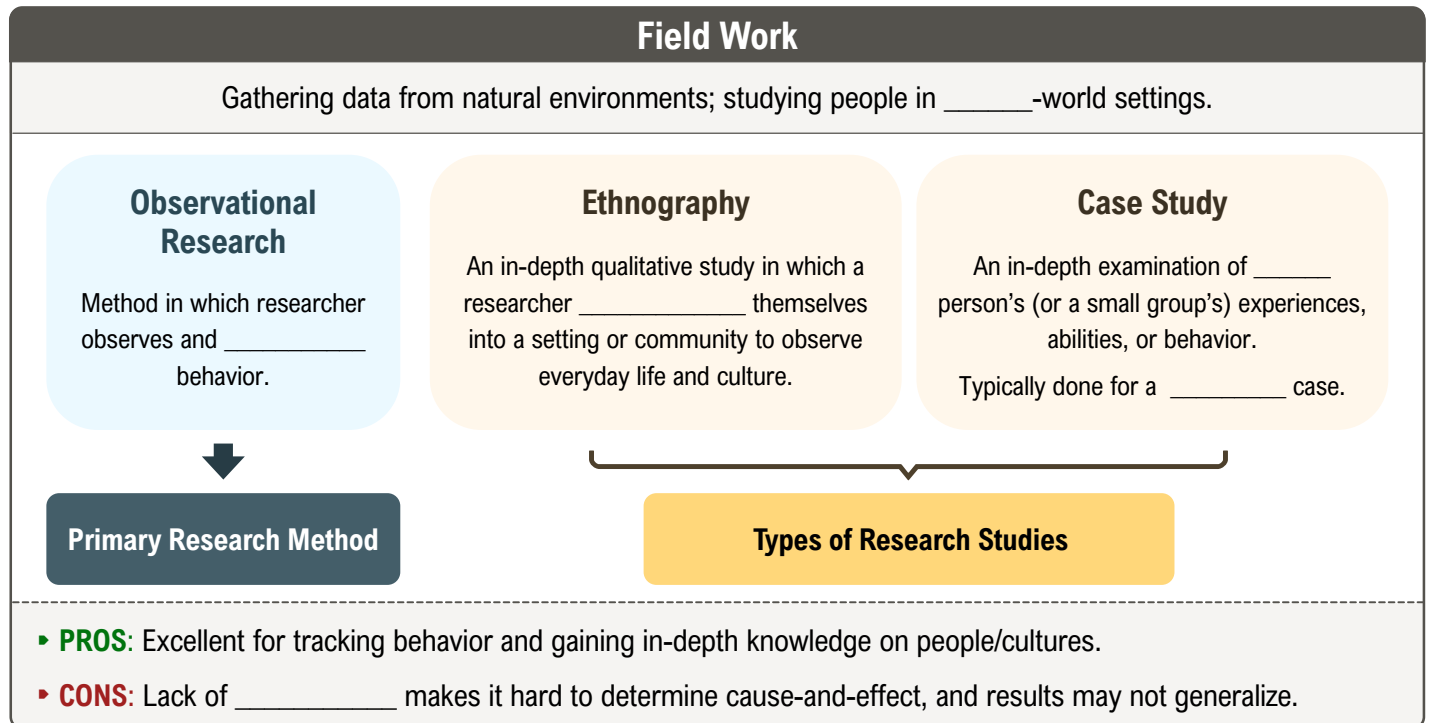 Field Work
Gathering data from natural environments; studying people in ______-world settings.
Observational
Research
Method in which researcher
observes and ___________
behavior.
Ethnography
An in-depth qualitative study in which a
researcher _____________ themselves
into a setting or community to observe
everyday life and culture.
Case Study
An in-depth examination of ______
person's (or a small group's) experiences,
abilities, or behavior.
Typically done for a _________ case.
Primary Research Method
Types of Research Studies
PROS: Excellent for tracking behavior and gaining in-depth knowledge on people/cultures.
CONS: Lack of ___________ makes it hard to determine cause-and-effect, and results may not generalize.